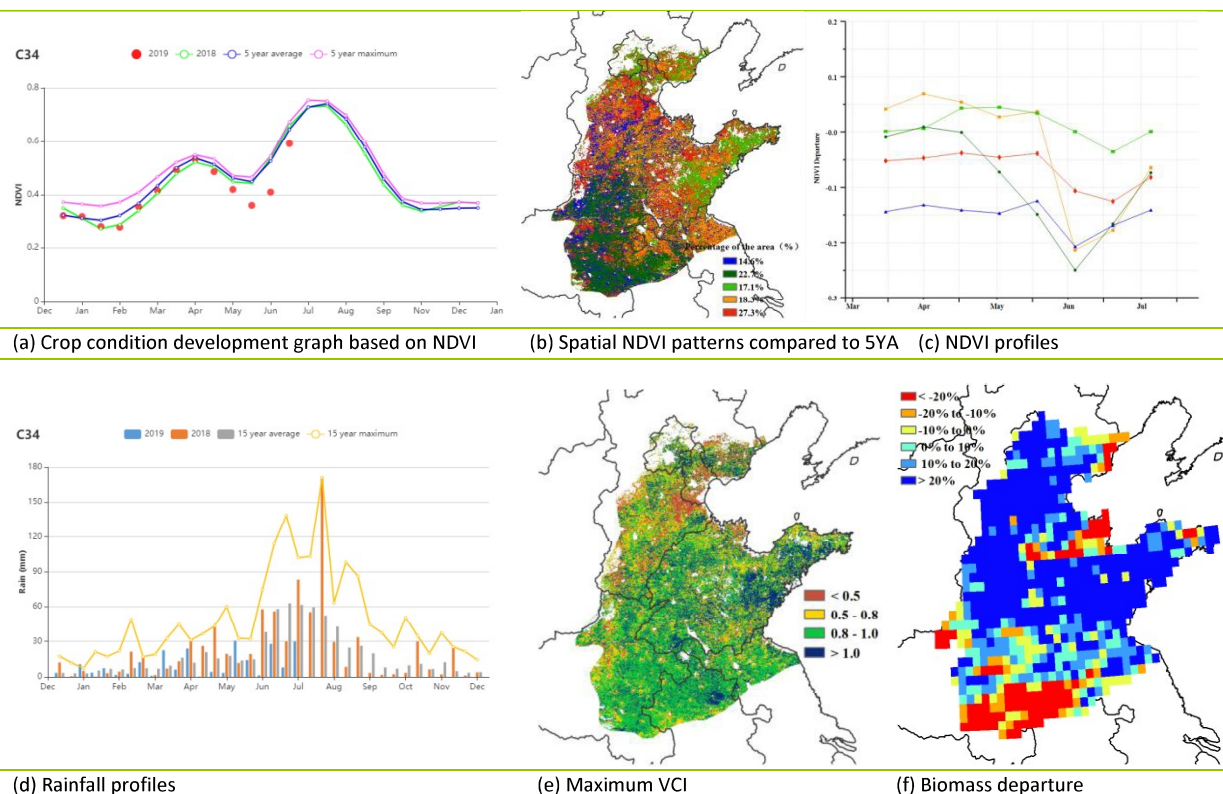 C34
2019 2018 5 year average 5 year maximum
NDVI
0.8
0.6
0.4
0.2
0
Dec Jan Feb Mar Apr May Jun Jul Aug Sep Oct Nov Dec Jan
Percentage of the area（%）
14.6%
22.7%
17.1%
18.3%
27.3%
NDVI Departure
0.2
0.1
-0.0
-0.1
-0.2
0.3
Mar Apr May Jun Jul
(a) Crop condition development graph based on NDVI
(b) Spatial NDVI patterns compared to 5YA
(c) NDVI profiles
C34
2019 2018 15 year average 15 year maximum
Rain (mm)
180
150
120
90
60
30
0
Dec Jan Feb Mar Apr May Jun Jul Aug Sep Oct Nov Dec
< 0.5
0.5 - 0.8
0.8 - 1.0
> 1.0
< -20%
-20% to -10%
-10% to 0%
0% to 10%
10% to 20%
> 20%
(d) Rainfall profiles
(e) Maximum VCI
(f) Biomass departure